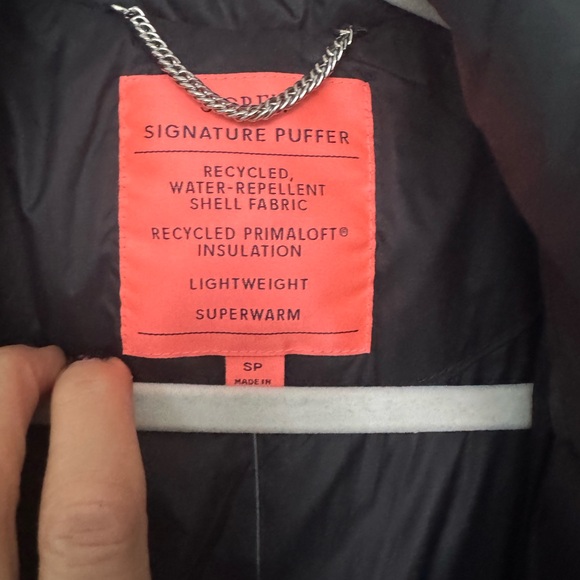 SIGNATURE PUFFER
RECYCLED,
WATER-REPELLENT
SHELL FABRIC
RECYCLED PRIMALOFT®
INSULATION
LIGHTWEIGHT
SUPERWARM
SP
MADE IN